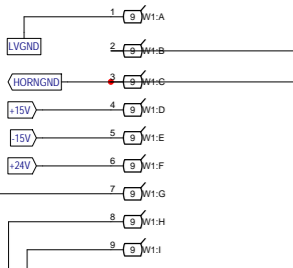 1 9 W1:A
LVGND
2 9 W1:B
HORNGND 3 9 W1:C
+15V 4 9 W1:D
-15V 5 9 W1:E
+24V 6 9 W1:F
7 9 W1:G
8 9 W1:H
9 9 W1:I